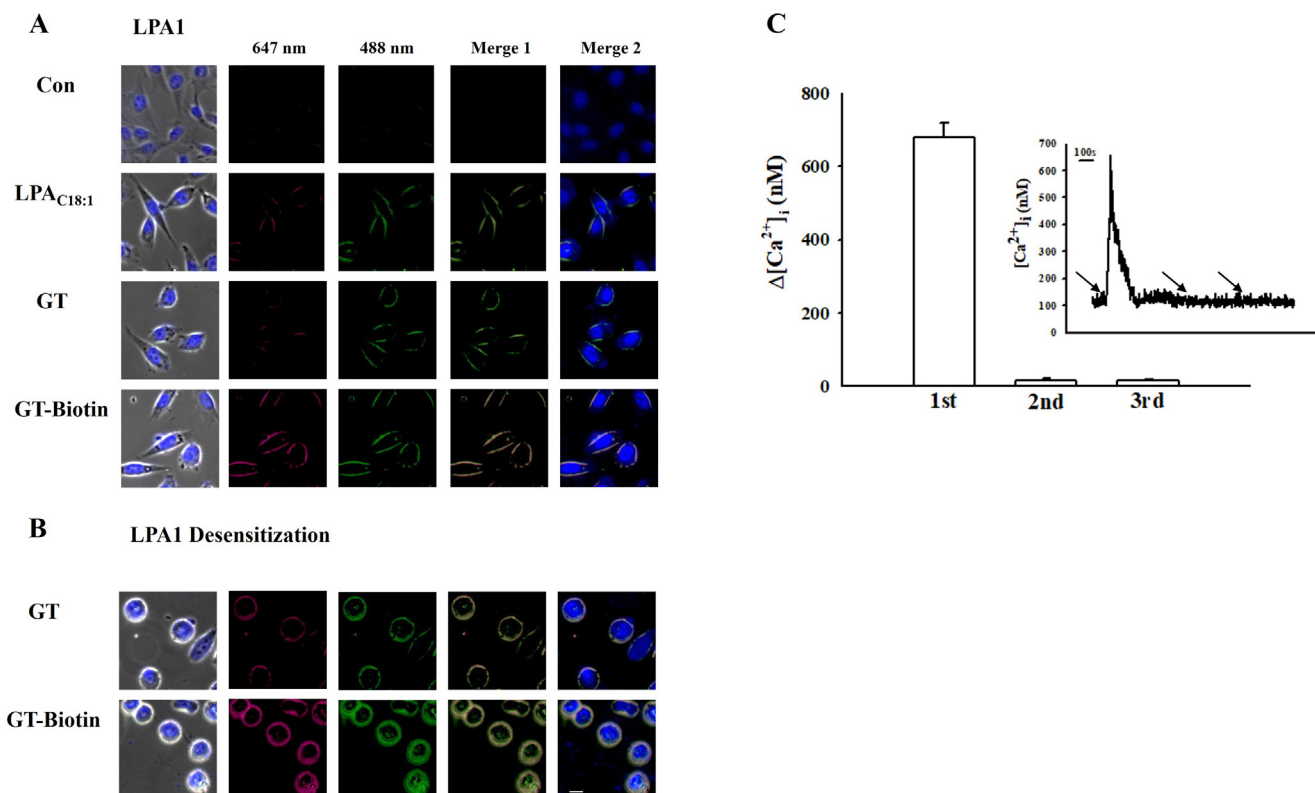 A
LPA1
647 nm 488 nm Merge 1 Merge 2
Con
LPAC18:1
GT
GT-Biotin
B
LPA1 Desensitization
GT
GT-Biotin
C
Δ[Ca2+]i (nM)
800
600
400
200
0
1st 2nd 3rd
100s
[Ca2+]i (nM)
700
600
500
400
300
200
100
0